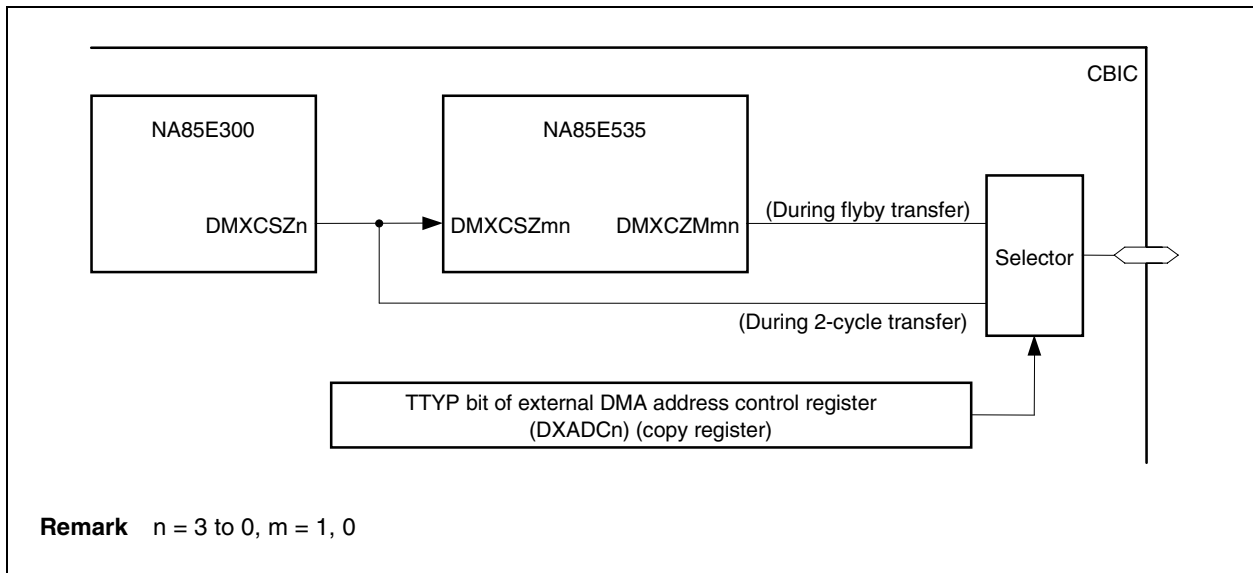 CBIC
NA85E300
NA85E535
DMXCSZn
DMXCSZmn
DMXCZMmn
(During flyby transfer)
Selector
(During 2-cycle transfer)
TTYP bit of external DMA address control register
(DXADCn) (copy register)
Remark n = 3 to 0, m = 1, 0